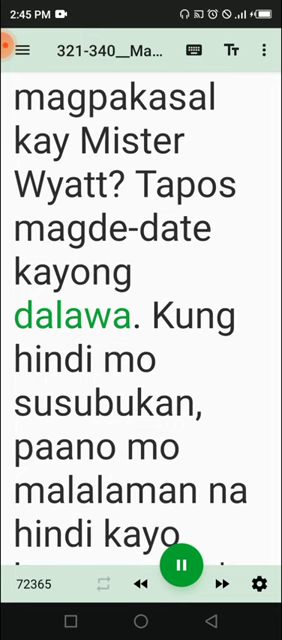 2:45 PM
321-340__Ma...
magpakasal
kay Mister
Wyatt? Tapos
magde-date
kayong
dalawa. Kung
hindi mo
susubukan,
paano mo
malalaman na
hindi kayo
72365